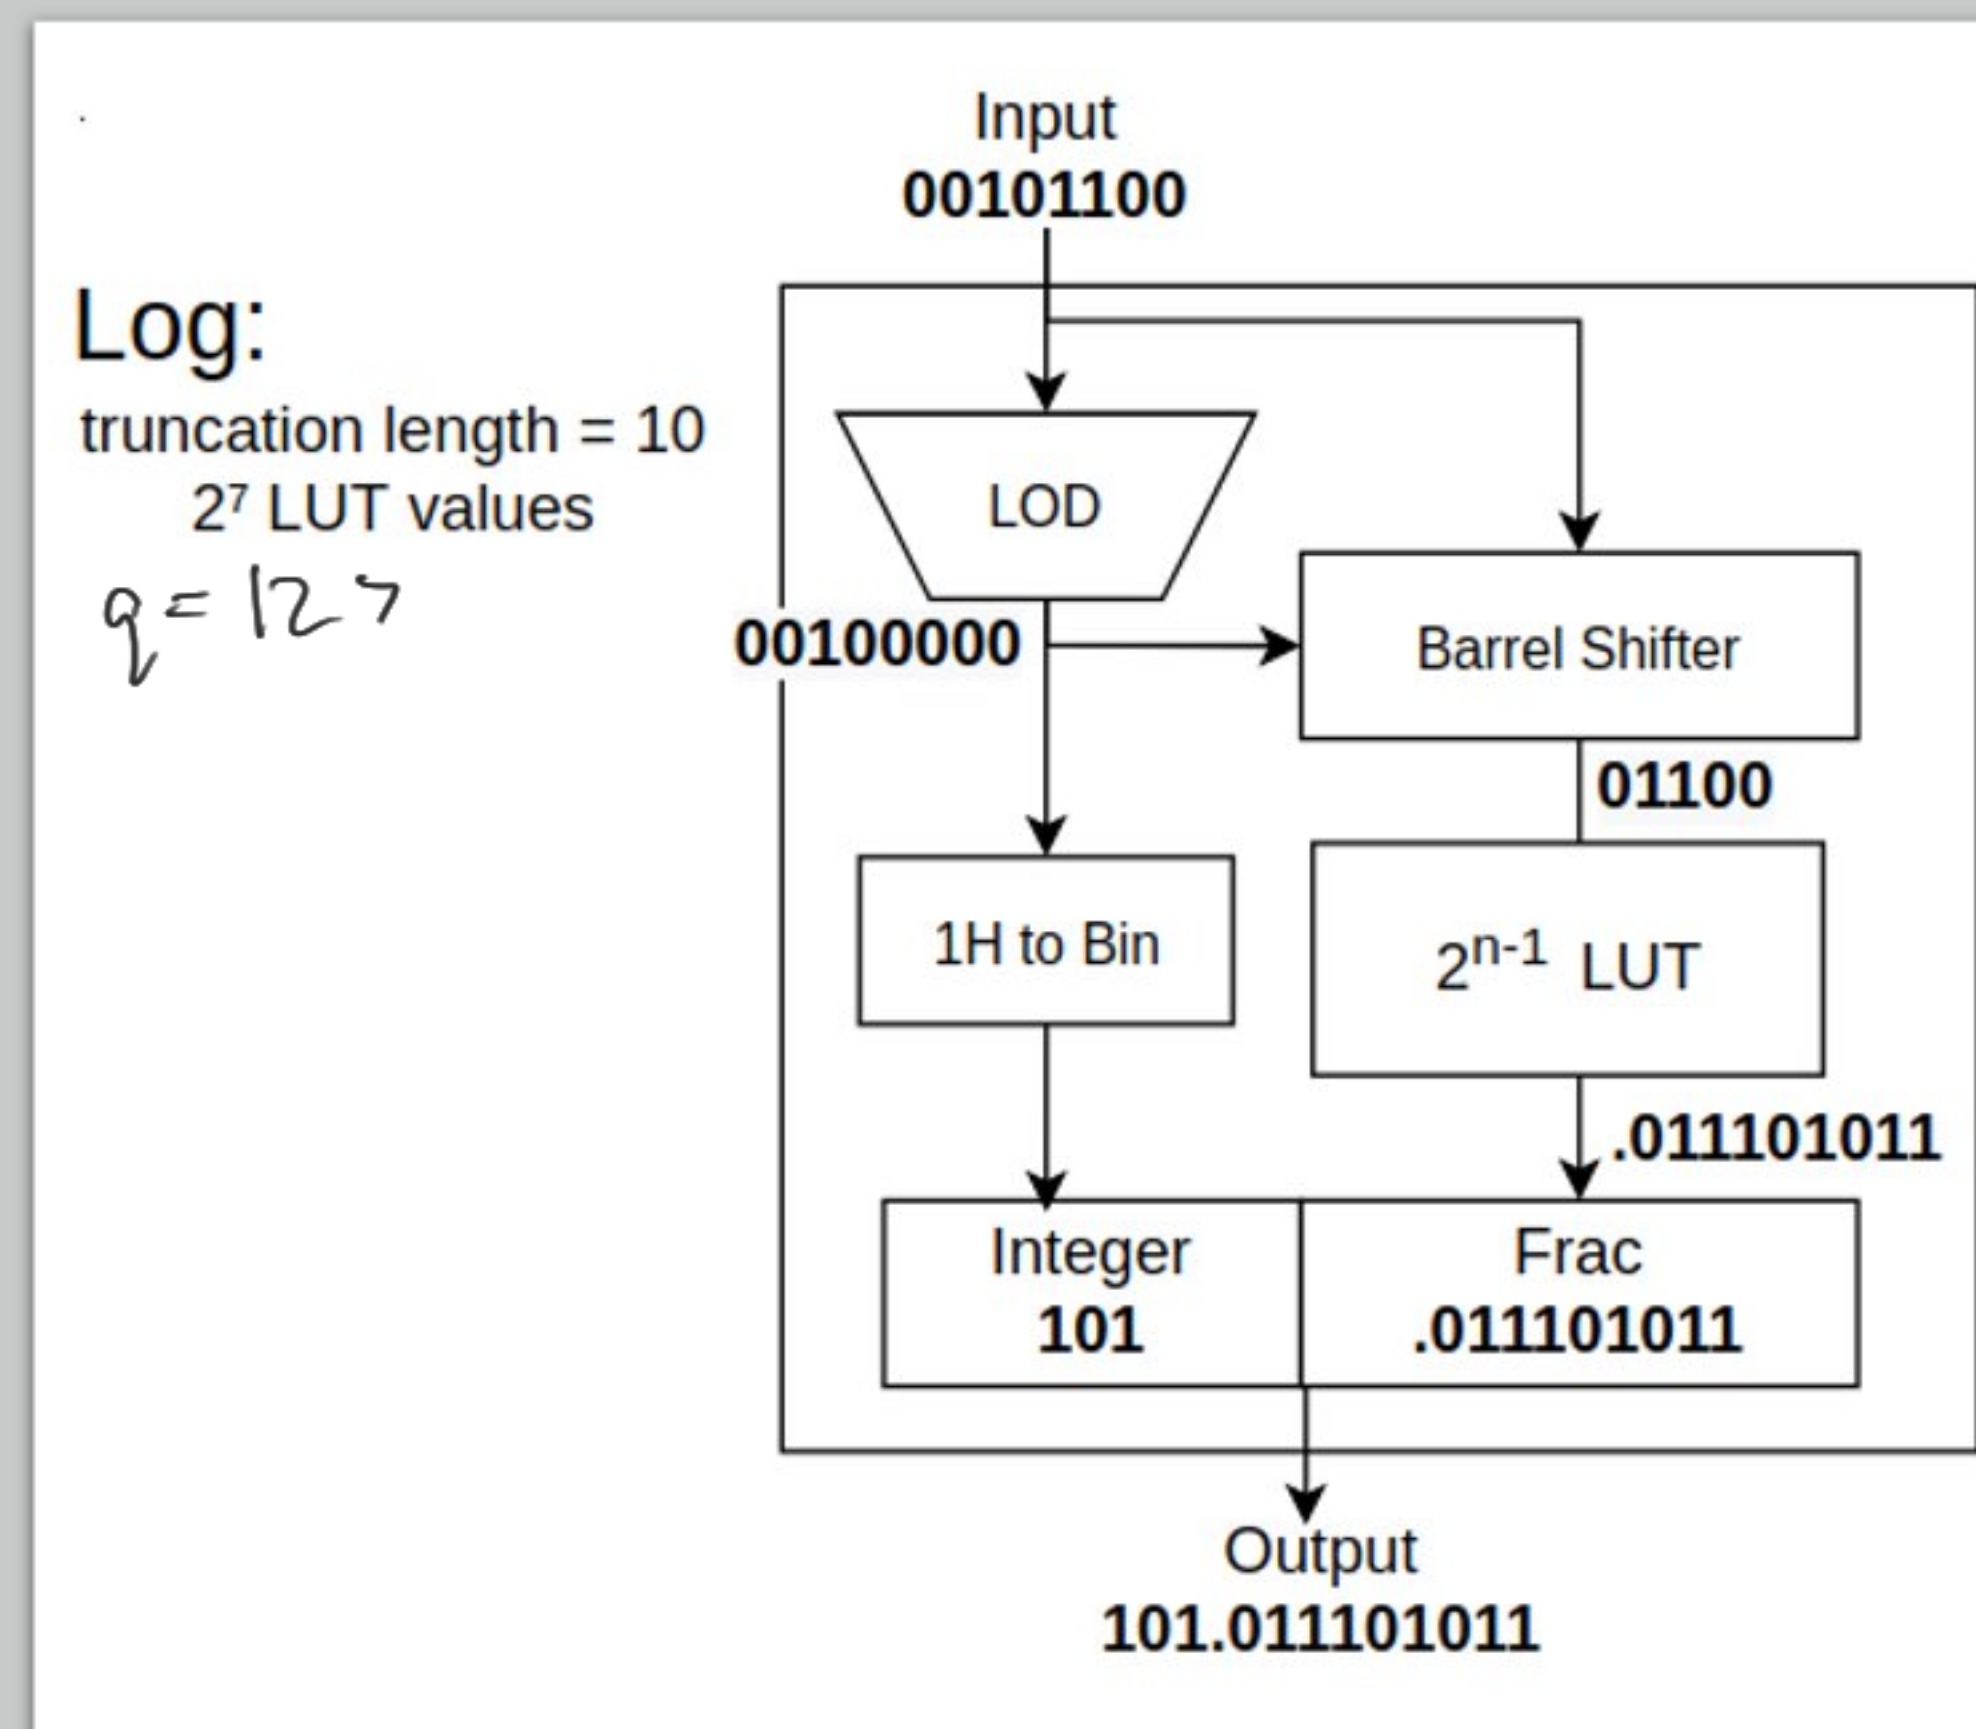 Input
00101100
Log:
truncation length = 10
2⁷ LUT values
q = 127
LOD
00100000
Barrel Shifter
01100
1H to Bin
2ⁿ⁻¹ LUT
.011101011
Integer
101
Frac
.011101011
Output
101.011101011